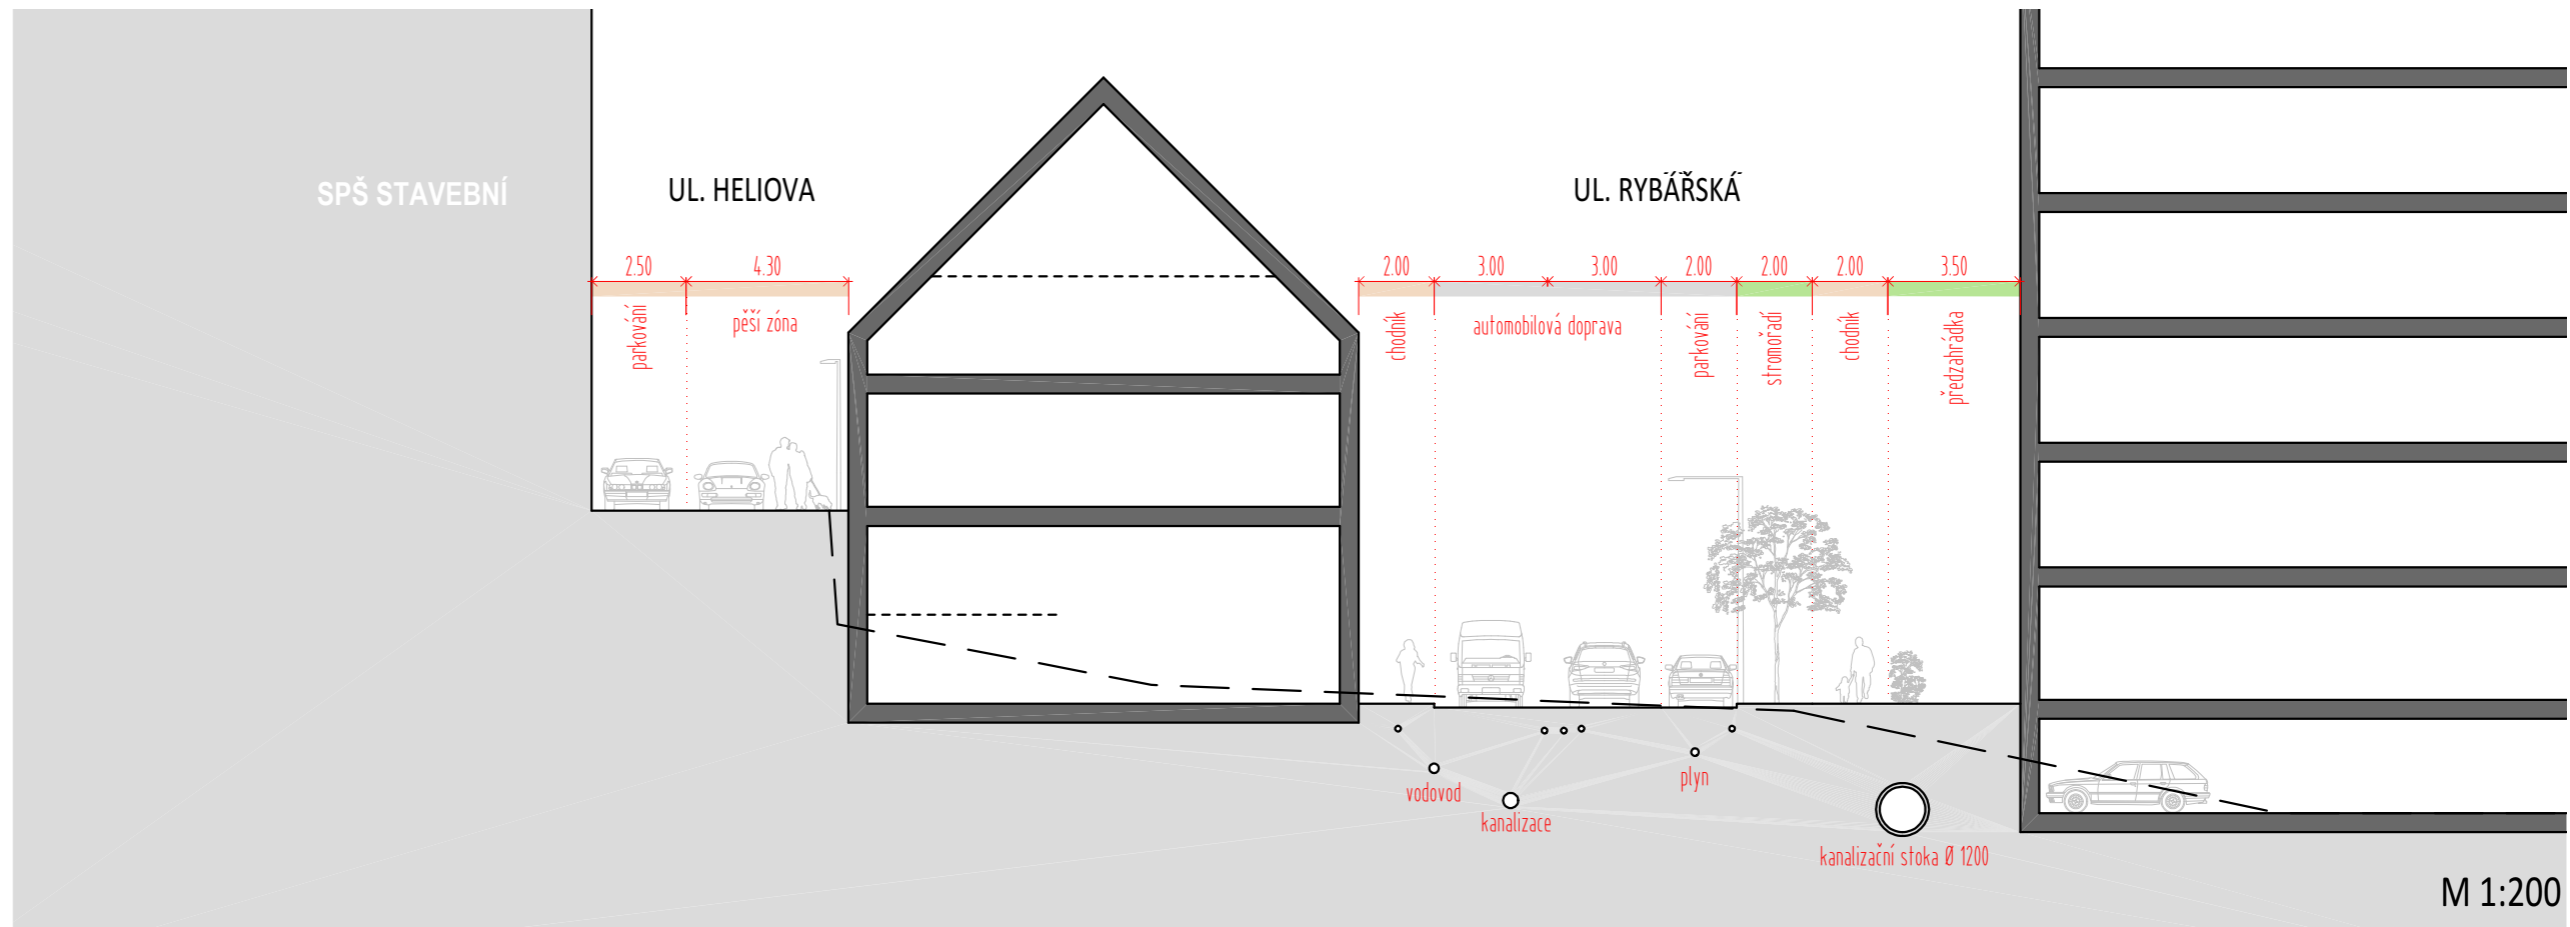 SPŠ STAVEBNÍ
UL. HELIOVA
UL. RYBÁŘSKÁ
2.50
4.30
2.00
3.00
3.00
2.00
2.00
2.00
3.50
parkování
pěší zóna
chodník
automobilová doprava
parkování
stromořadí
chodník
předzahrádka
vodovod
kanalizace
plyn
kanalizační stoka Ø 1200
M 1:200